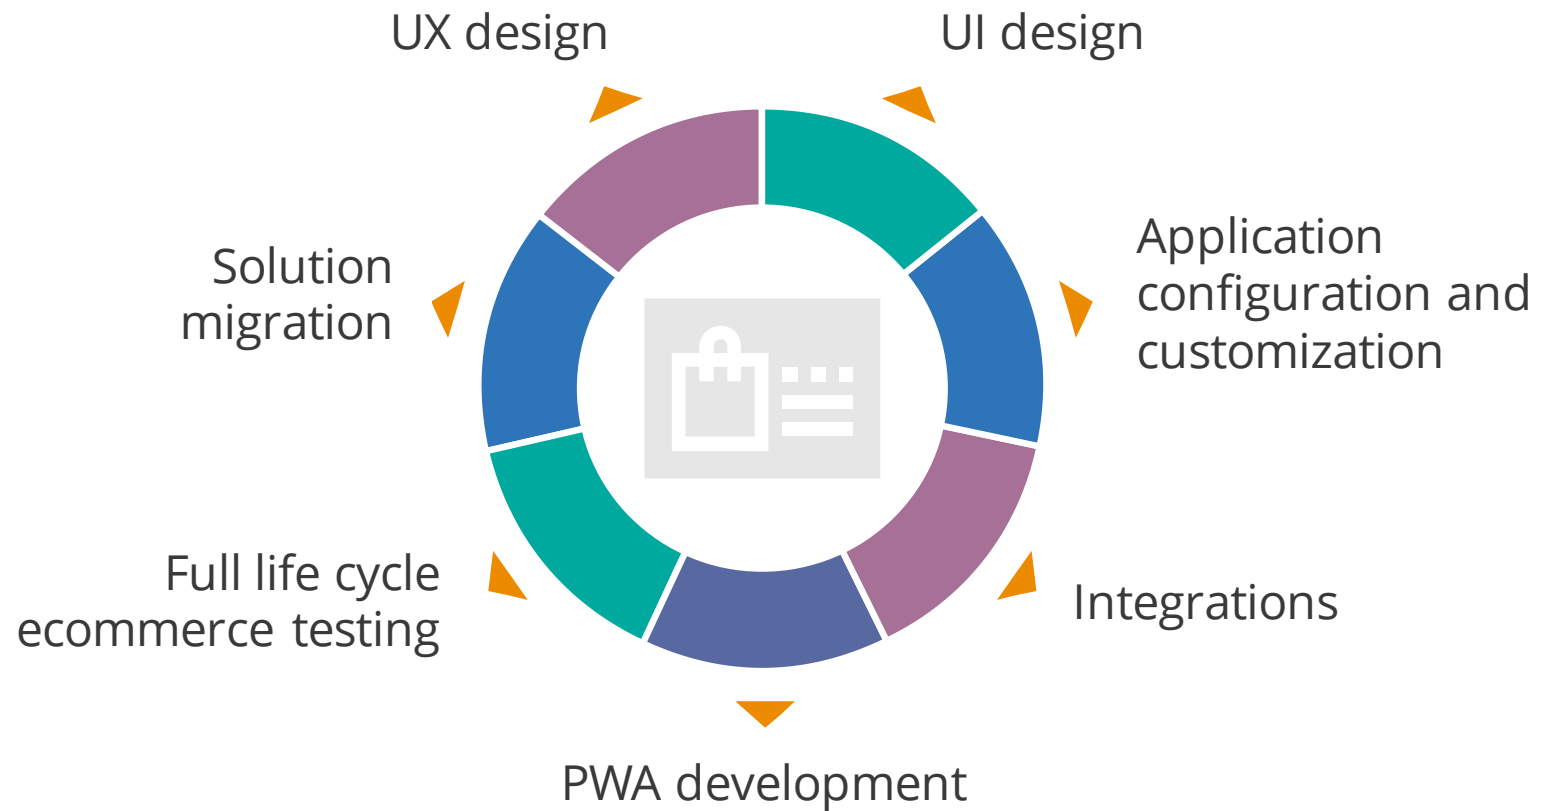 UX design
UI design
Application
configuration and
customization
Integrations
PWA development
Full life cycle
ecommerce testing
Solution
migration